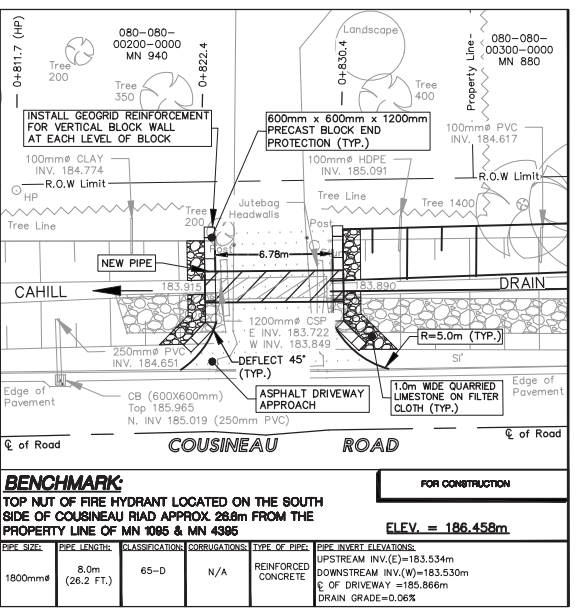 0+811.7 (HP)
080-080-
00200-0000
MN 940
0+822.4
Landscape
0+830.4
Property Line
080-080-
00300-0000
MN 880
Tree
200
Tree
350
Tree
400
INSTALL GEOGRID REINFORCEMENT
FOR VERTICAL BLOCK WALL
AT EACH LEVEL OF BLOCK
600mm x 600mm x 1200mm
PRECAST BLOCK END
PROTECTION (TYP.)
100mmø PVC
INV. 184.617
100mmø CLAY
INV. 184.774
100mmø HDPE
INV. 185.091
R.O.W Limit
R.O.W Limit
HP
Tree Line
Tree
200
Jutebag
Headwalls
Tree Line
Tree 1400
Post
Post
6.78m
NEW PIPE
CAHILL
183.915
183.890
DRAIN
1200mmø CSP
E INV. 183.722
W INV. 183.849
R=5.0m (TYP.)
250mmø PVC
INV. 184.651
DEFLECT 45°
(TYP.)
Edge of
Pavement
CB (600X600mm)
Top 185.965
N. INV 185.019 (250mm PVC)
ASPHALT DRIVEWAY
APPROACH
1.0m WIDE QUARRIED
LIMESTONE ON FILTER
CLOTH (TYP.)
Edge of
Pavement
℄ of Road
COUSINEAU ROAD
℄ of Road
BENCHMARK:
TOP NUT OF FIRE HYDRANT LOCATED ON THE SOUTH
SIDE OF COUSINEAU RIAD APPROX. 26.6m FROM THE
PROPERTY LINE OF MN 1095 & MN 4395
FOR CONSTRUCTION
ELEV. = 186.458m
PIPE SIZE:
1800mmø
PIPE LENGTH:
8.0m
(26.2 FT.)
CLASSIFICATION:
65-D
CORRUGATIONS:
N/A
TYPE OF PIPE:
REINFORCED
CONCRETE
PIPE INVERT ELEVATIONS:
UPSTREAM INV.(E)=183.534m
DOWNSTREAM INV.(W)=183.530m
℄ OF DRIVEWAY =185.866m
DRAIN GRADE=0.06%